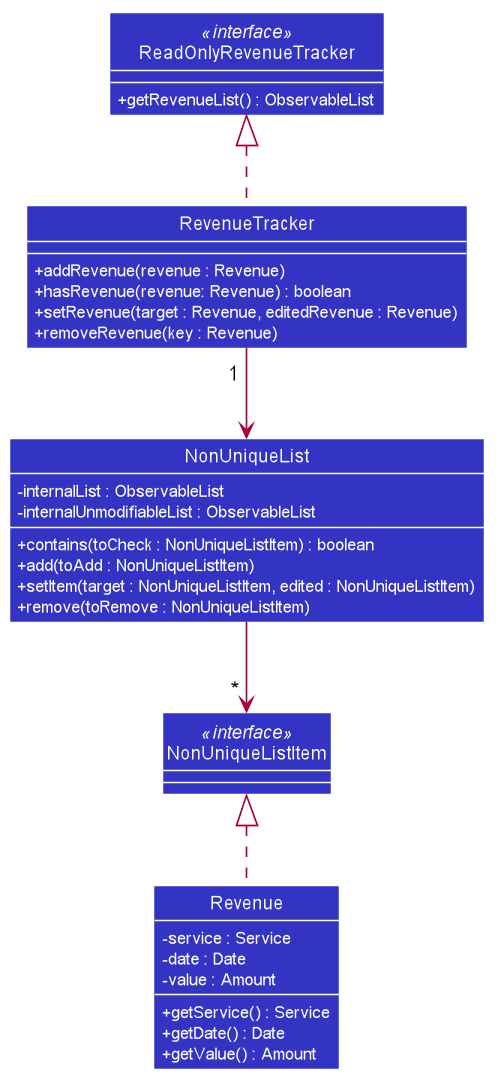 «interface»
ReadOnlyRevenueTracker
+getRevenueList() : ObservableList
RevenueTracker
+addRevenue(revenue : Revenue)
+hasRevenue(revenue: Revenue) : boolean
+setRevenue(target : Revenue, editedRevenue : Revenue)
+removeRevenue(key : Revenue)
1
NonUniqueList
-internalList : ObservableList
-internalUnmodifiableList : ObservableList
+contains(toCheck : NonUniqueListItem) : boolean
+add(toAdd : NonUniqueListItem)
+setItem(target : NonUniqueListItem, edited : NonUniqueListItem)
+remove(toRemove : NonUniqueListItem)
*
«interface»
NonUniqueListItem
Revenue
-service : Service
-date : Date
-value : Amount
+getService() : Service
+getDate() : Date
+getValue() : Amount